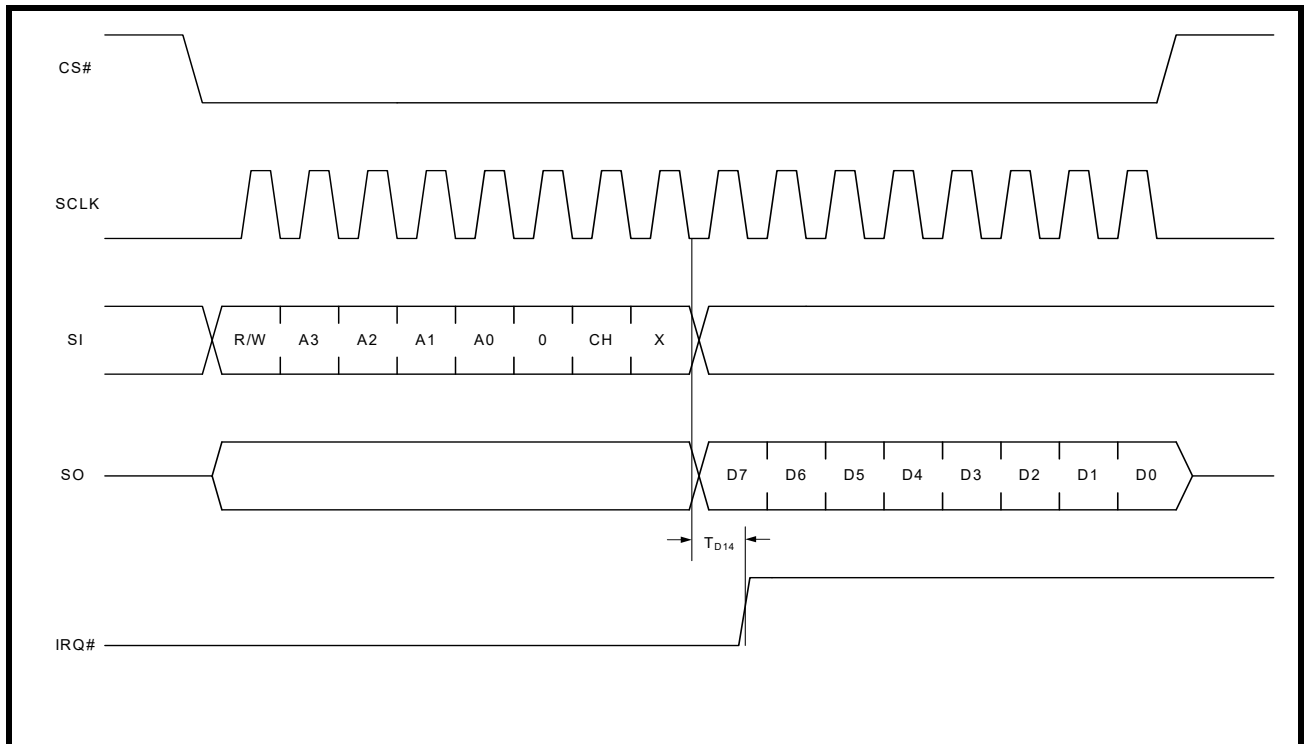 CS#
SCLK
SI R/W A3 A2 A1 A0 0 CH X
SO D7 D6 D5 D4 D3 D2 D1 D0
TD14
IRQ#